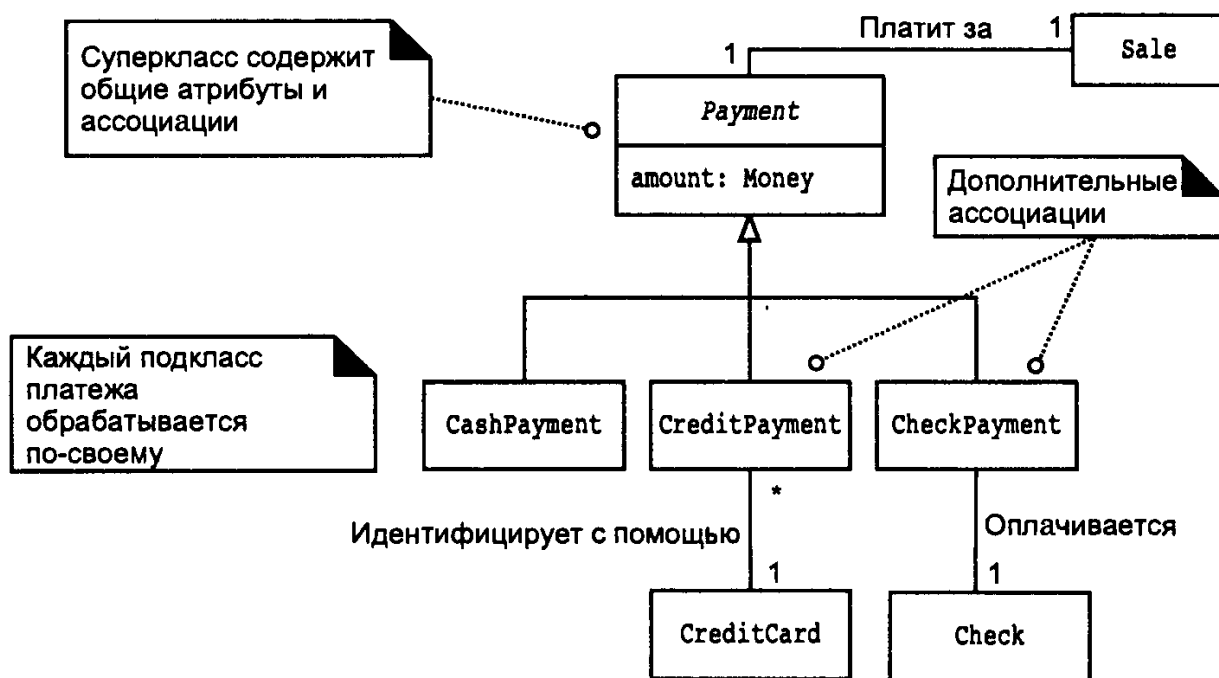 Платит за
1
1
Sale
Суперкласс содержит
общие атрибуты и
ассоциации
Payment
amount: Money
Дополнительные
ассоциации
Каждый подкласс
платежа
обрабатывается
по-своему
CashPayment
CreditPayment
CheckPayment
*
Идентифицирует с помощью
Оплачивается
1
1
CreditCard
Check